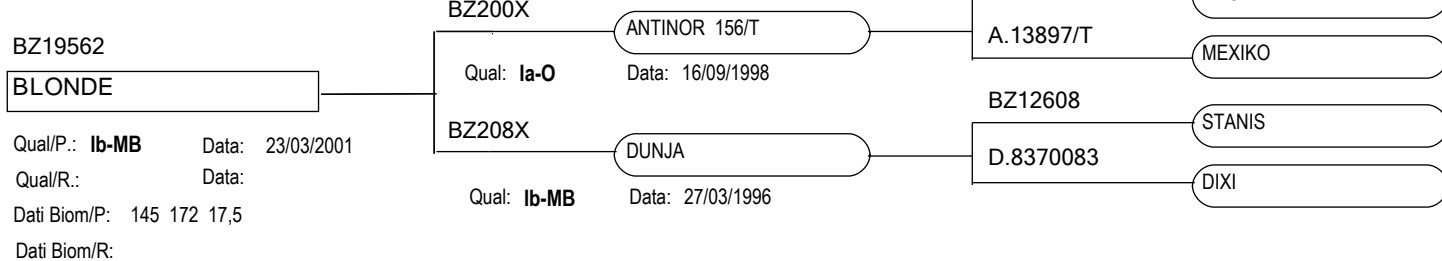 BZ19562
BLONDE
Qual/P.: Ib-MB Data: 23/03/2001
Qual/R.: Data:
Dati Biom/P: 145 172 17,5
Dati Biom/R:
BZ200X
ANTINOR 156/T
Qual: Ia-O Data: 16/09/1998
BZ208X
DUNJA
Qual: Ib-MB Data: 27/03/1996
A.13897/T
MEXIKO
BZ12608
STANIS
D.8370083
DIXI